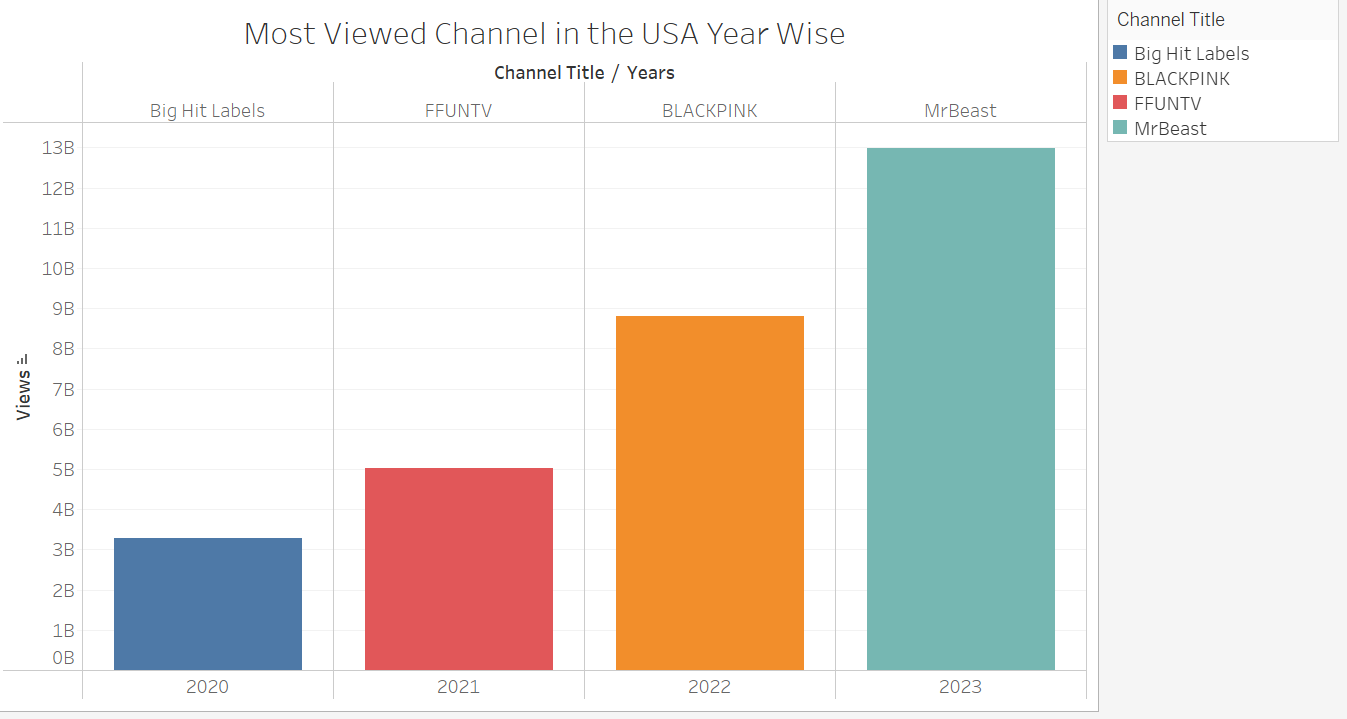 Most Viewed Channel in the USA Year Wise
Channel Title / Years
Big Hit Labels FFUNTV BLACKPINK MrBeast
13B
12B
11B
10B
9B
8B
7B
6B
5B
4B
3B
2B
1B
0B
Views
2020 2021 2022 2023
Channel Title
Big Hit Labels
BLACKPINK
FFUNTV
MrBeast